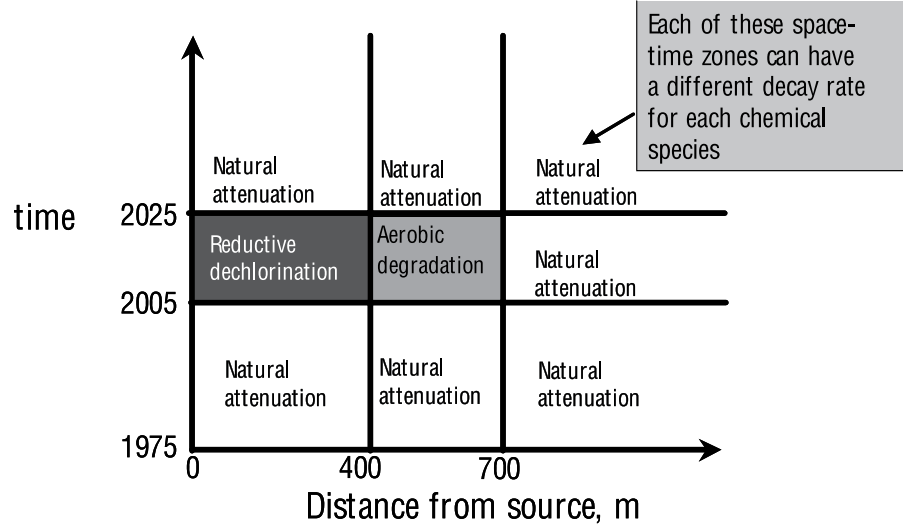 Each of these space-
time zones can have
a different decay rate
for each chemical
species
Natural
attenuation
Natural
attenuation
Natural
attenuation
time
2025
Reductive
dechlorination
Aerobic
degradation
Natural
attenuation
2005
Natural
attenuation
Natural
attenuation
Natural
attenuation
1975
0
400
700
Distance from source, m